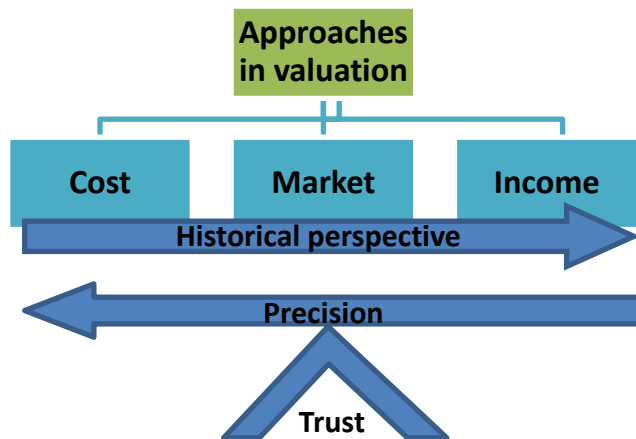 Approaches
in valuation
Cost
Market
Income
Historical perspective
Precision
Trust